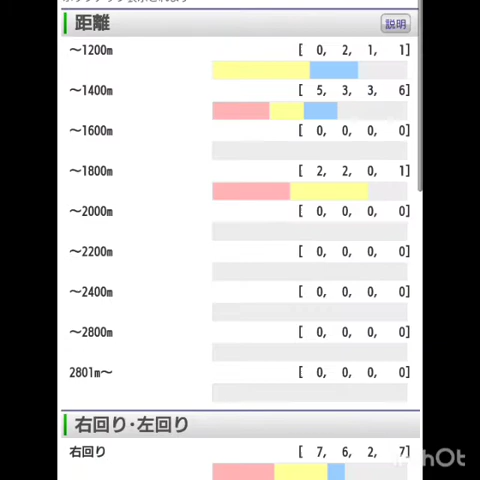 距離
説明
〜1200m [ 0, 2, 1, 1]
〜1400m [ 5, 3, 3, 6]
〜1600m [ 0, 0, 0, 0]
〜1800m [ 2, 2, 0, 1]
〜2000m [ 0, 0, 0, 0]
〜2200m [ 0, 0, 0, 0]
〜2400m [ 0, 0, 0, 0]
〜2800m [ 0, 0, 0, 0]
2801m〜 [ 0, 0, 0, 0]
右回り・左回り
右回り [ 7, 6, 2, 7]